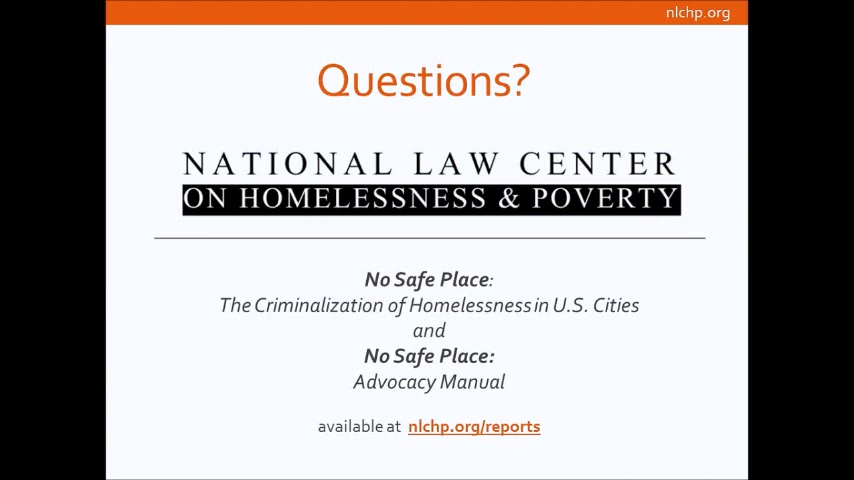 nlchp.org
Questions?
NATIONAL LAW CENTER
ON HOMELESSNESS & POVERTY
No Safe Place:
The Criminalization of Homelessness in U.S. Cities
and
No Safe Place:
Advocacy Manual
available at nlchp.org/reports